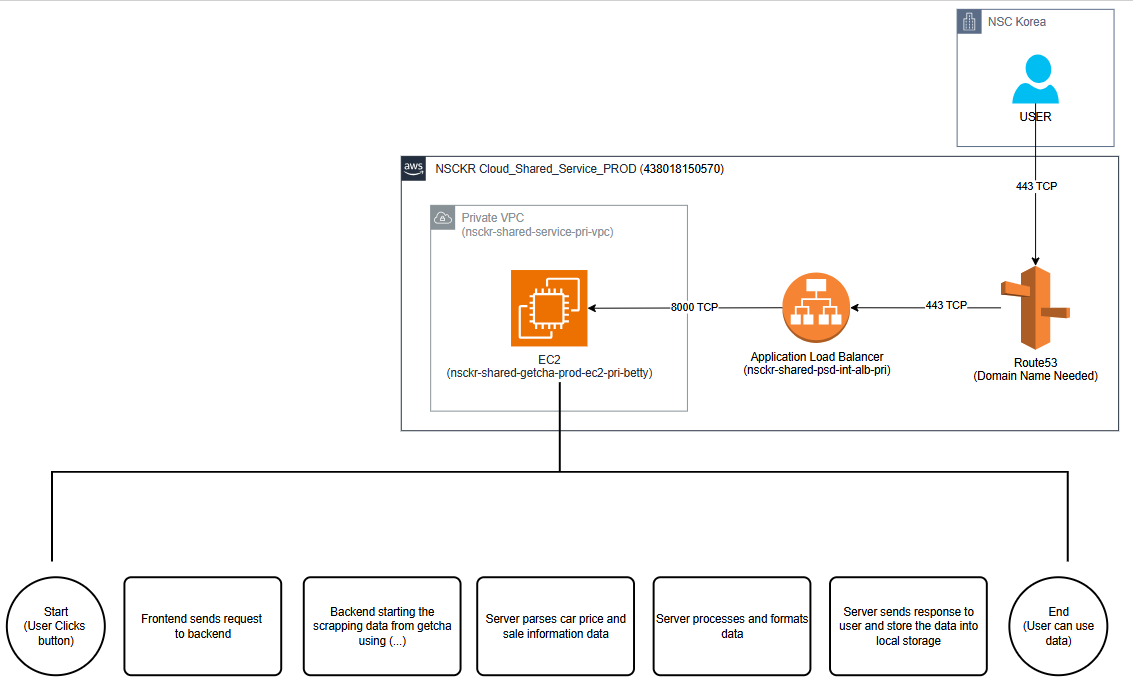 NSC Korea
USER
aws
NSCKR Cloud_Shared_Service_PROD (438018150570)
443 TCP
Private VPC
(nsckr-shared-service-pri-vpc)
8000 TCP
443 TCP
EC2
(nsckr-shared-getcha-prod-ec2-pri-betty)
Application Load Balancer
(nsckr-shared-psd-int-alb-pri)
Route53
(Domain Name Needed)
Start
(User Clicks
button)
Frontend sends request
to backend
Backend starting the
scrapping data from getcha
using (...)
Server parses car price and
sale information data
Server processes and formats
data
Server sends response to
user and store the data into
local storage
End
(User can use
data)